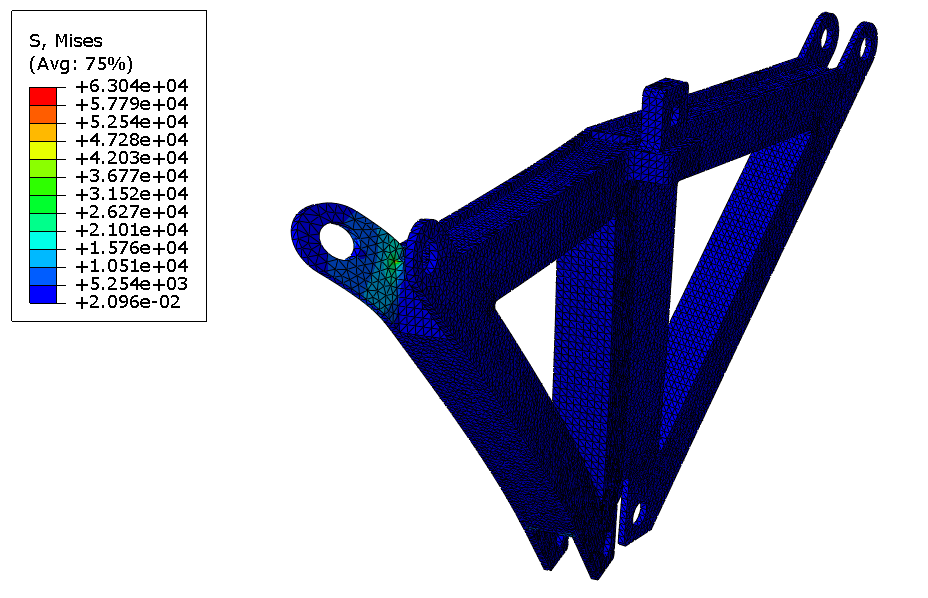 S, Mises
(Avg: 75%)
+6.304e+04
+5.779e+04
+5.254e+04
+4.728e+04
+4.203e+04
+3.677e+04
+3.152e+04
+2.627e+04
+2.101e+04
+1.576e+04
+1.051e+04
+5.254e+03
+2.096e-02